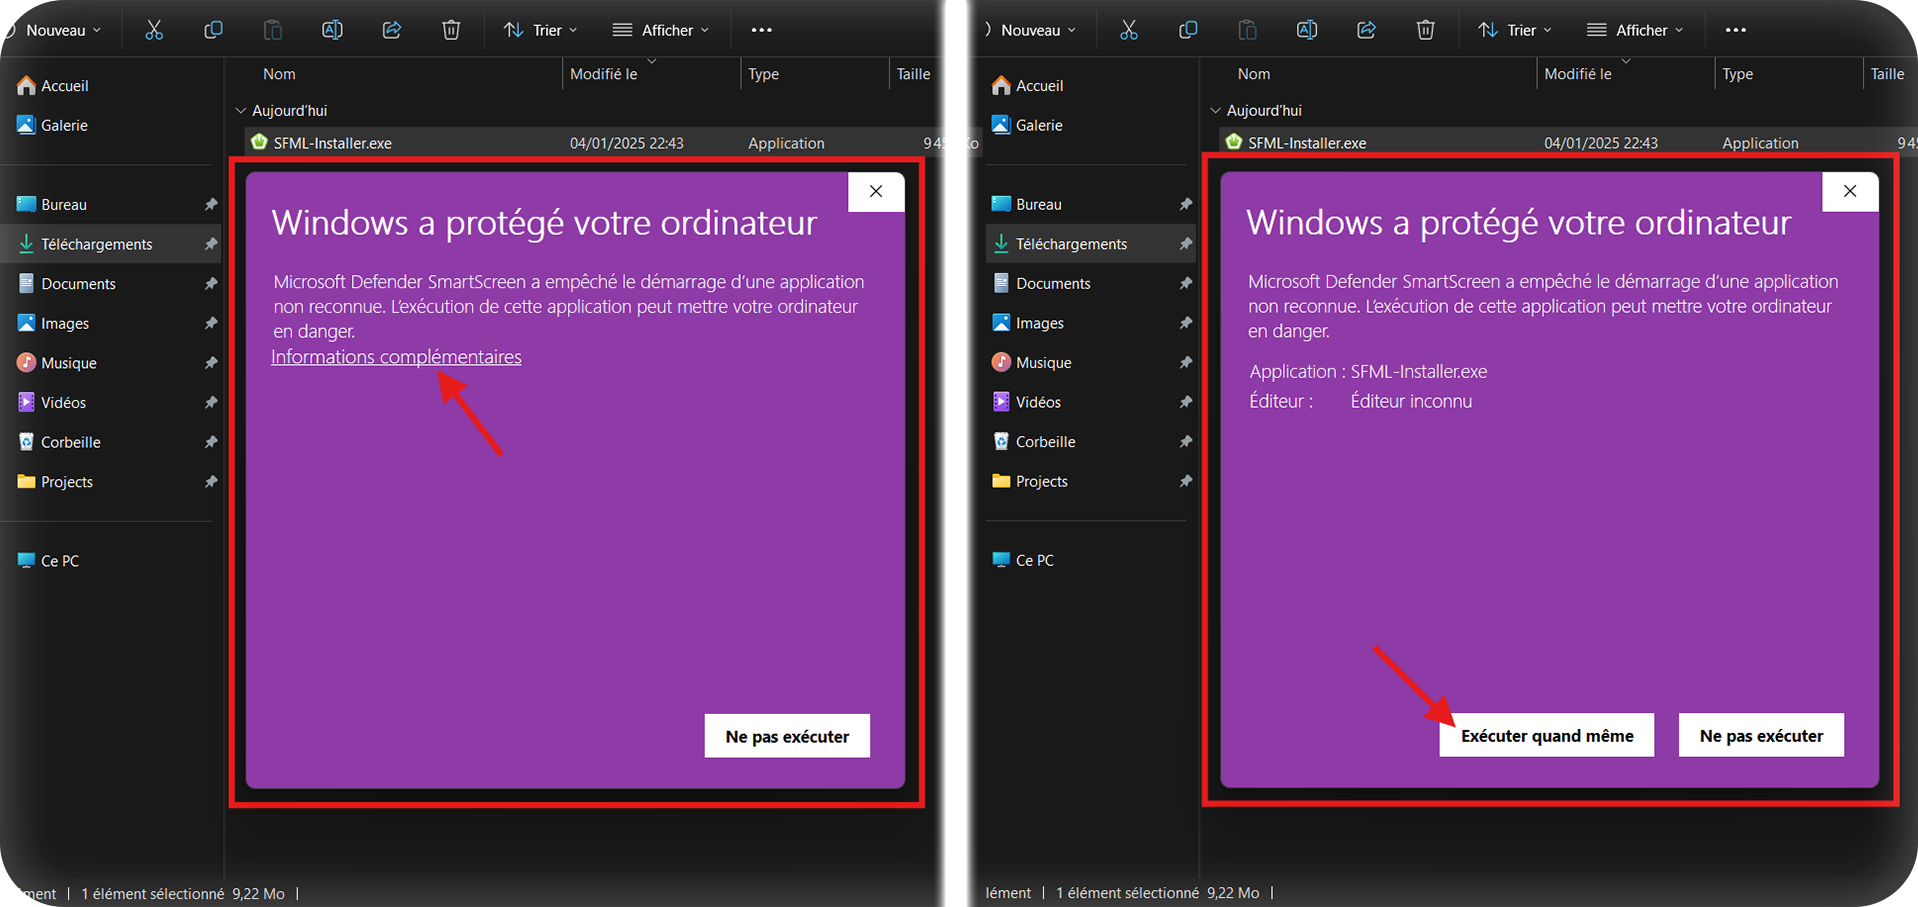 Nouveau
Trier
Afficher
Nom
Modifié le
Type
Taille
Accueil
Galerie
Bureau
Téléchargements
Documents
Images
Musique
Vidéos
Corbeille
Projects
Ce PC
Aujourd'hui
SFML-Installer.exe
04/01/2025 22:43
Application
9 45
Ko
Windows a protégé votre ordinateur
Microsoft Defender SmartScreen a empêché le démarrage d'une application
non reconnue. L'exécution de cette application peut mettre votre ordinateur
en danger.
Informations complémentaires
Ne pas exécuter
ment | 1 élément sélectionné 9,22 Mo |
Nouveau
Trier
Afficher
Nom
Modifié le
Type
Taille
Accueil
Galerie
Bureau
Téléchargements
Documents
Images
Musique
Vidéos
Corbeille
Projects
Ce PC
Aujourd'hui
SFML-Installer.exe
04/01/2025 22:43
Application
9 45
Windows a protégé votre ordinateur
Microsoft Defender SmartScreen a empêché le démarrage d'une application
non reconnue. L'exécution de cette application peut mettre votre ordinateur
en danger.
Application : SFML-Installer.exe
Éditeur : Éditeur inconnu
Exécuter quand même
Ne pas exécuter
lément | 1 élément sélectionné 9,22 Mo |